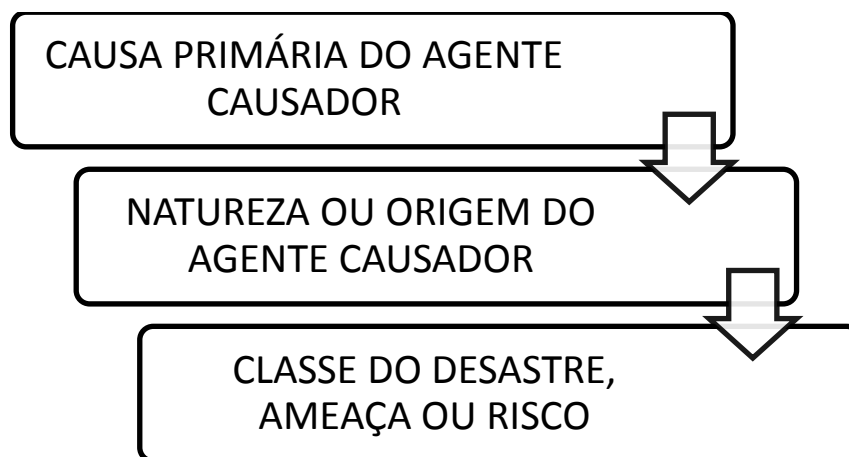 CAUSA PRIMÁRIA DO AGENTE
CAUSADOR
NATUREZA OU ORIGEM DO
AGENTE CAUSADOR
CLASSE DO DESASTRE,
AMEAÇA OU RISCO